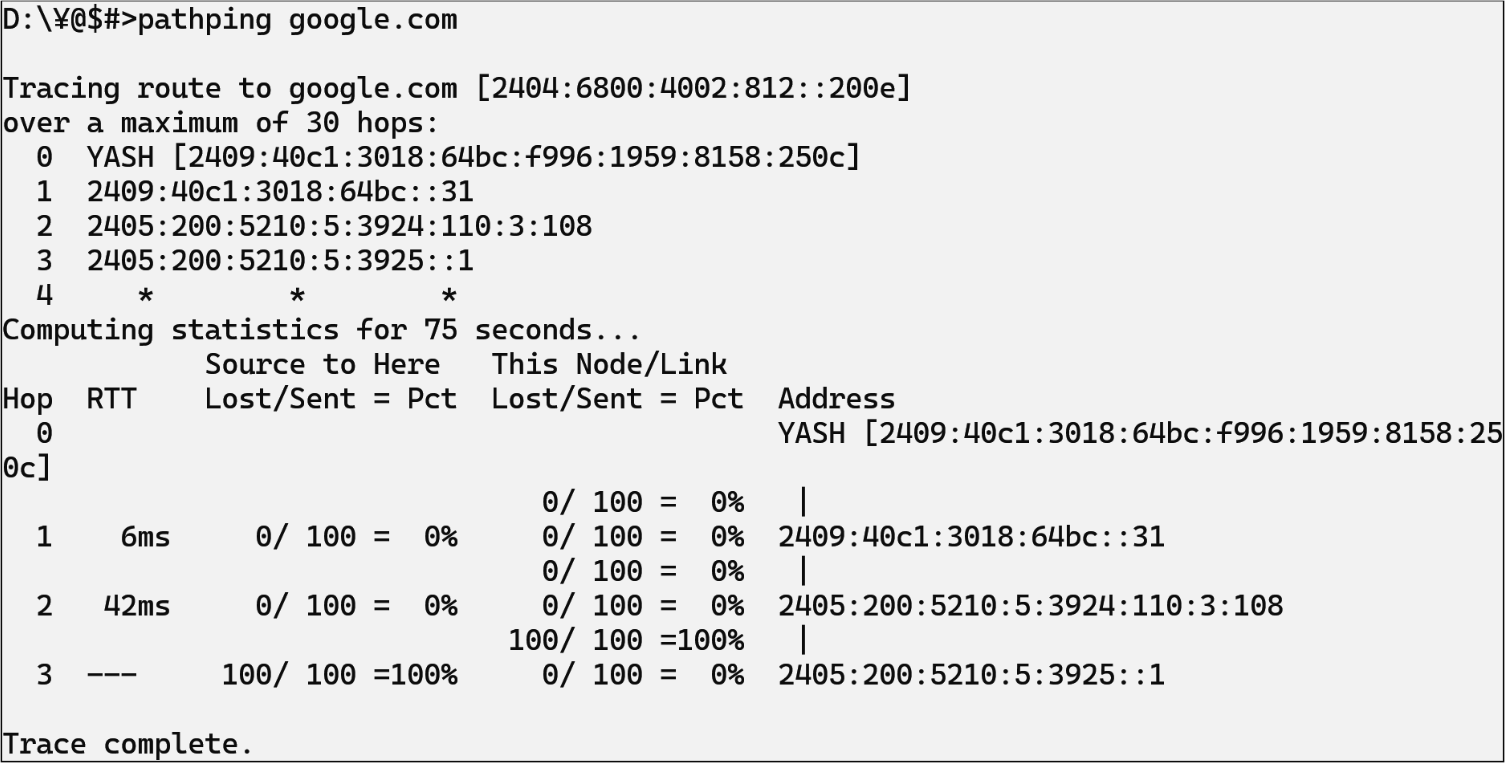 D:\¥@$#>pathping google.com

Tracing route to google.com [2404:6800:4002:812::200e]
over a maximum of 30 hops:
  0  YASH [2409:40c1:3018:64bc:f996:1959:8158:250c]
  1  2409:40c1:3018:64bc::31
  2  2405:200:5210:5:3924:110:3:108
  3  2405:200:5210:5:3925::1
  4     *        *        *
Computing statistics for 75 seconds...
            Source to Here   This Node/Link
Hop  RTT    Lost/Sent = Pct  Lost/Sent = Pct  Address
  0                                           YASH [2409:40c1:3018:64bc:f996:1959:8158:25
0c]
                                0/ 100 =  0%   |
  1    6ms     0/ 100 =  0%     0/ 100 =  0%  2409:40c1:3018:64bc::31
                                0/ 100 =  0%   |
  2   42ms     0/ 100 =  0%     0/ 100 =  0%  2405:200:5210:5:3924:110:3:108
                              100/ 100 =100%   |
  3  ---     100/ 100 =100%     0/ 100 =  0%  2405:200:5210:5:3925::1

Trace complete.